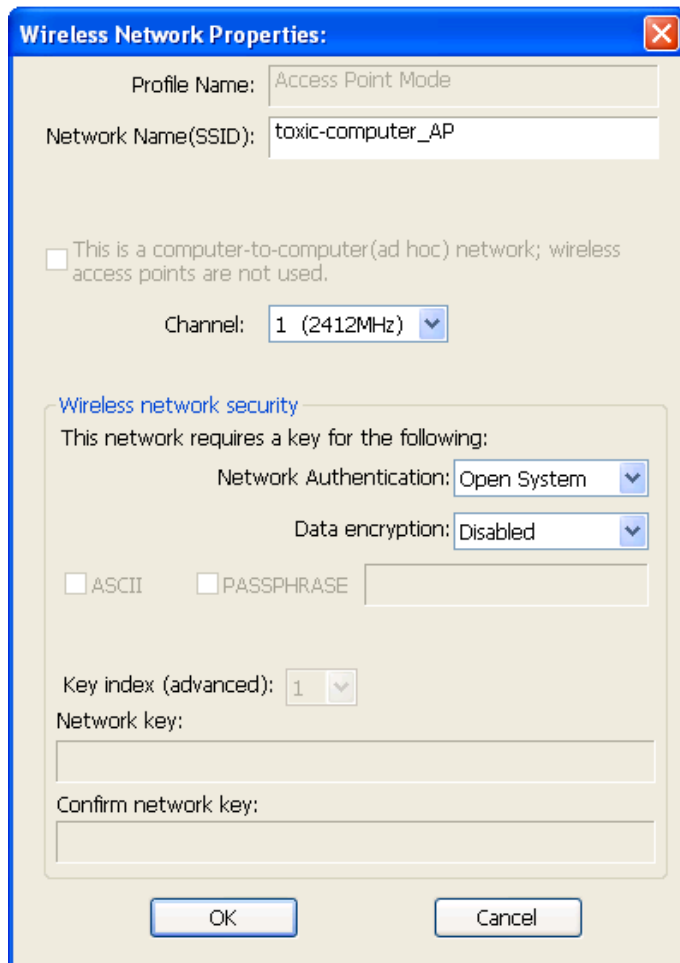 Wireless Network Properties:
Profile Name: Access Point Mode
Network Name(SSID): toxic-computer_AP
This is a computer-to-computer(ad hoc) network; wireless
access points are not used.
Channel: 1 (2412MHz)
Wireless network security
This network requires a key for the following:
Network Authentication: Open System
Data encryption: Disabled
ASCII PASSPHRASE
Key index (advanced): 1
Network key:
Confirm network key:
OK Cancel